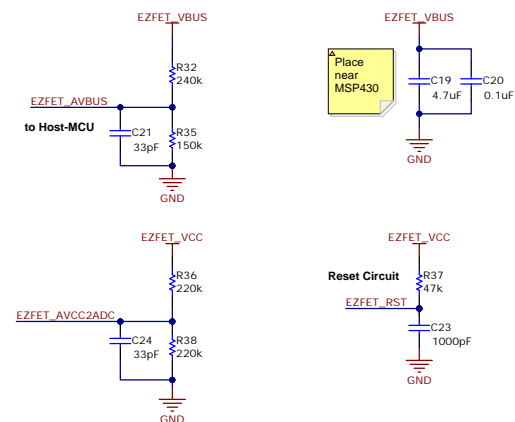 EZFET_VBUS
R32
240k
EZFET_AVBUS
to Host-MCU
C21
33pF
R35
150k
GND
EZFET_VBUS
Place
near
MSP430
C19
4.7uF
C20
0.1uF
GND
EZFET_VCC
R36
220k
EZFET_AVCC2ADC
C24
33pF
R38
220k
GND
EZFET_VCC
Reset Circuit
R37
47k
EZFET_RST
C23
1000pF
GND